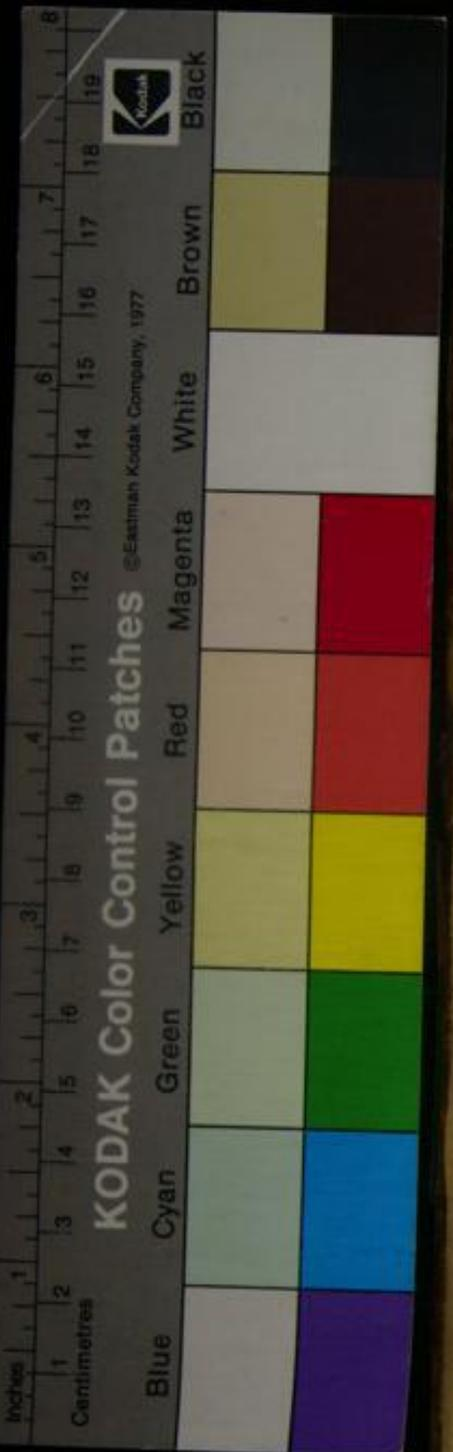 Inches 1 2 3 4 5 6 7 8
Centimetres 1 2 3 4 5 6 7 8 9 10 11 12 13 14 15 16 17 18 19
KODAK Color Control Patches ©Eastman Kodak Company, 1977
Kodak
Blue Cyan Green Yellow Red Magenta White Brown Black